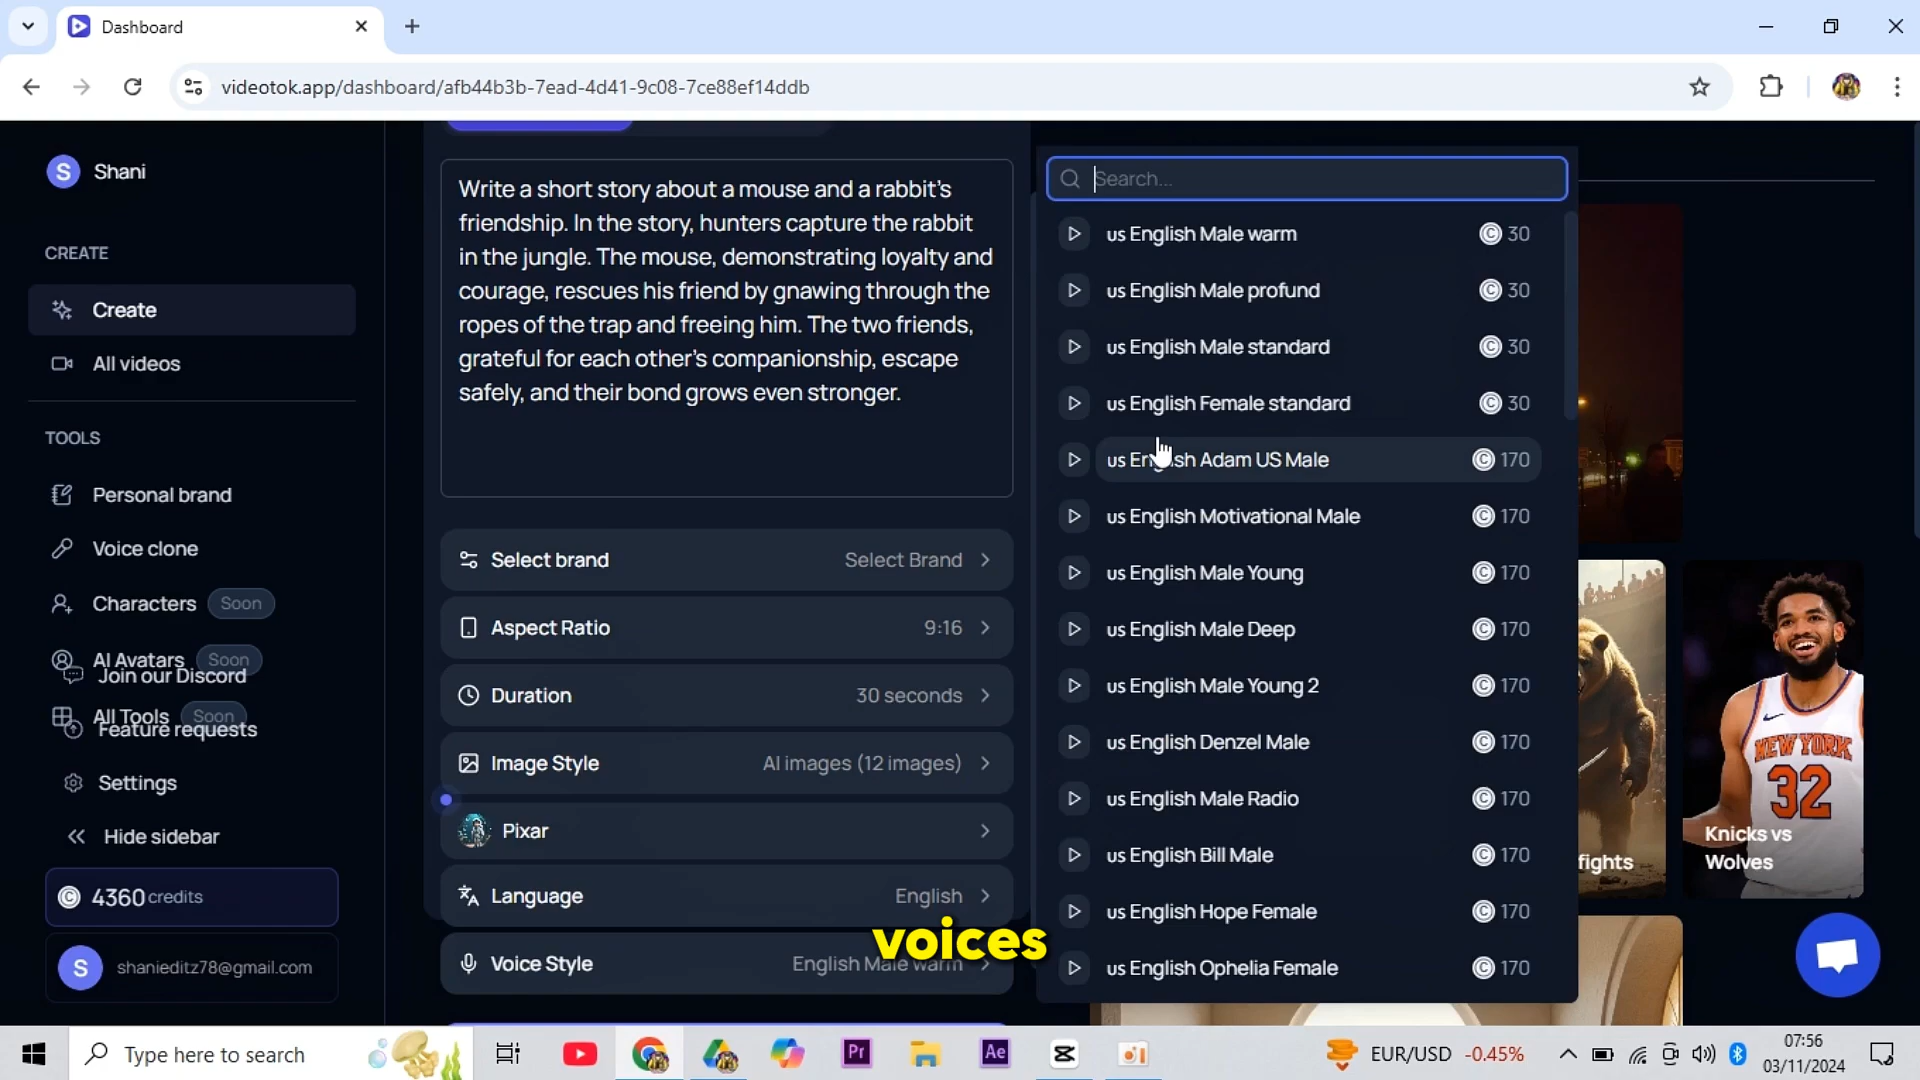 Dashboard
videotok.app/dashboard/afb44b3b-7ead-4d41-9c08-7ce88ef14ddb
S Shani
CREATE
Create
All videos
TOOLS
Personal brand
Voice clone
Characters Soon
AI Avatars Soon
Join our Discord
All Tools Soon
Feature requests
Settings
Hide sidebar
4360 credits
S shanieditz78@gmail.com
Write a short story about a mouse and a rabbit's
friendship. In the story, hunters capture the rabbit
in the jungle. The mouse, demonstrating loyalty and
courage, rescues his friend by gnawing through the
ropes of the trap and freeing him. The two friends,
grateful for each other's companionship, escape
safely, and their bond grows even stronger.
Select brand Select Brand
Aspect Ratio 9:16
Duration 30 seconds
Image Style AI images (12 images)
Pixar
Language English
Voice Style English Male warm
voices
Search...
us English Male warm 30
us English Male profund 30
us English Male standard 30
us English Female standard 30
us English Adam US Male 170
us English Motivational Male 170
us English Male Young 170
us English Male Deep 170
us English Male Young 2 170
us English Denzel Male 170
us English Male Radio 170
us English Bill Male 170
us English Hope Female 170
us English Ophelia Female 170
fights
NEW YORK
32
Knicks vs
Wolves
Type here to search
Pr
Ae
EUR/USD -0.45%
07:56
03/11/2024